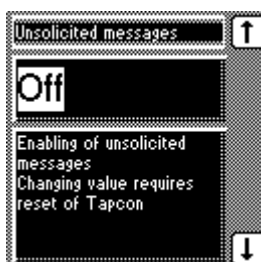 Unsolicited messages
Off
Enabling of unsolicited
messages
Changing value requires
reset of Tapcon